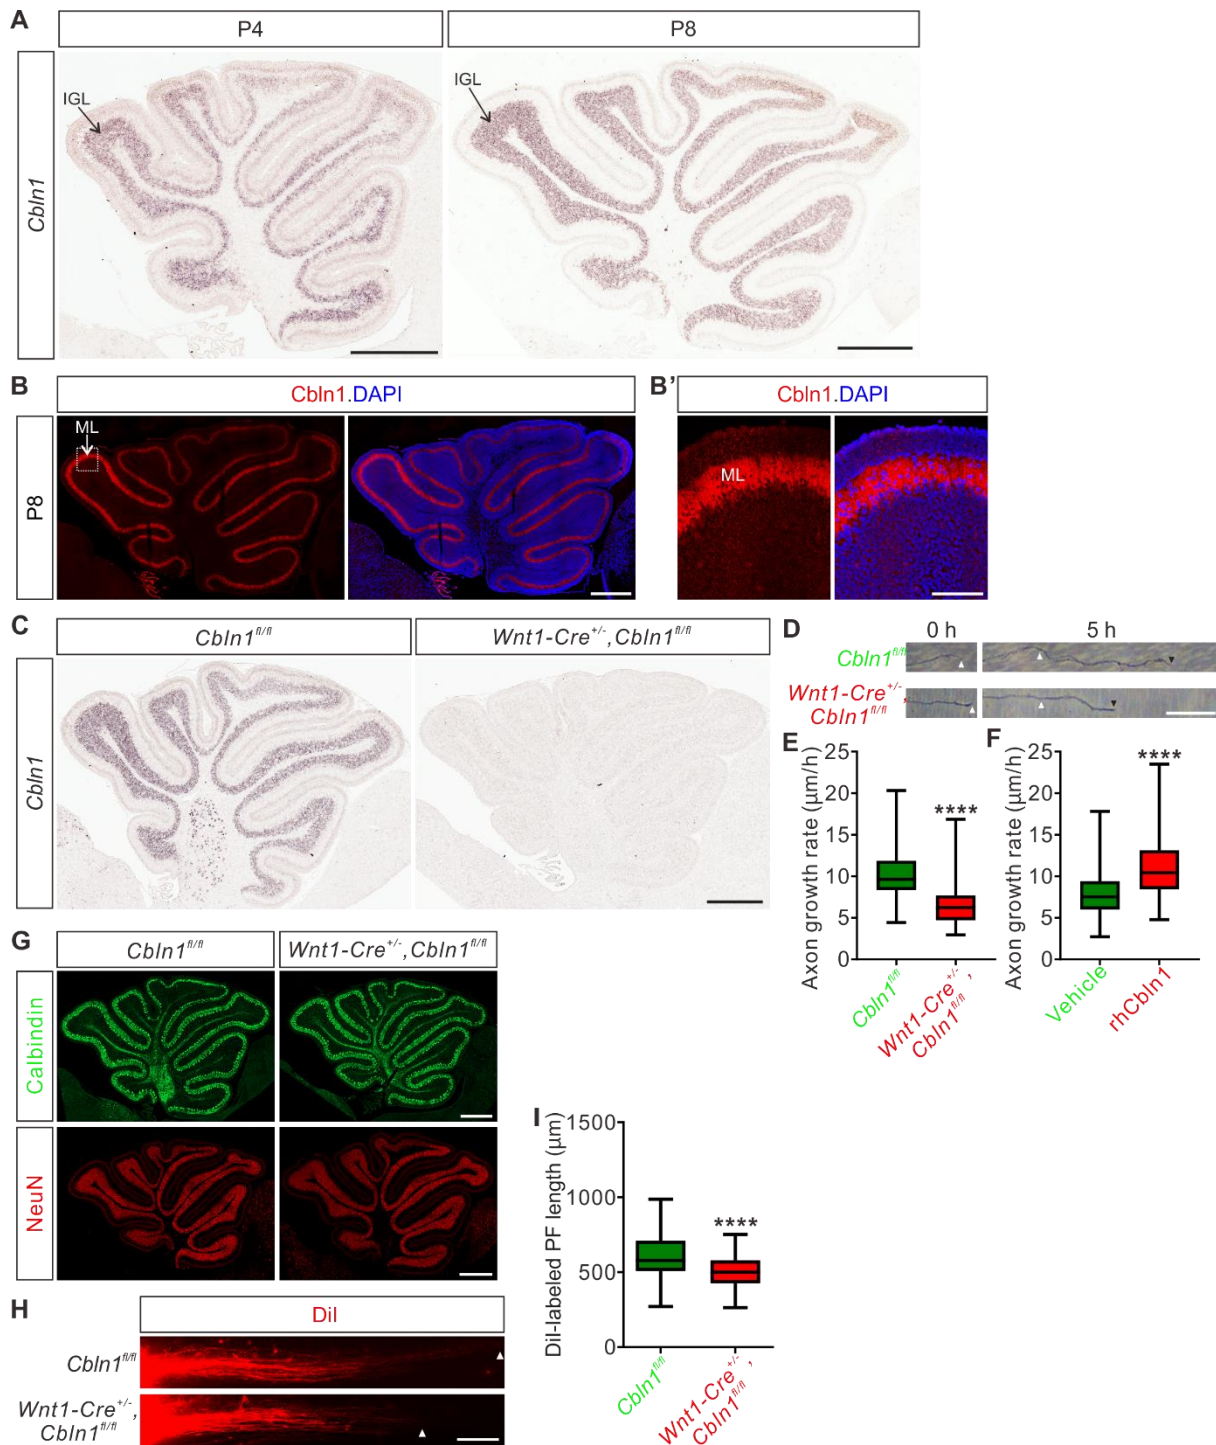 A
P4
P8
Cbln1
IGL
IGL
B
Cbln1.DAPI
P8
ML
B'
Cbln1.DAPI
ML
C
Cbln1fl/fl
Wnt1-Cre+/-,Cbln1fl/fl
Cbln1
D
0 h
5 h
Cbln1fl/fl
Wnt1-Cre+/-,
Cbln1fl/fl
E
Axon growth rate (µm/h)
25
20
15
10
5
0
****
Cbln1fl/fl
Wnt1-Cre+/-,
Cbln1fl/fl
F
Axon growth rate (µm/h)
25
20
15
10
5
0
****
Vehicle
rhCbln1
G
Cbln1fl/fl
Wnt1-Cre+/-,Cbln1fl/fl
Calbindin
NeuN
H
DiI
Cbln1fl/fl
Wnt1-Cre+/-,
Cbln1fl/fl
I
DiI-labeled PF length (µm)
1500
1000
500
0
****
Cbln1fl/fl
Wnt1-Cre+/-,
Cbln1fl/fl